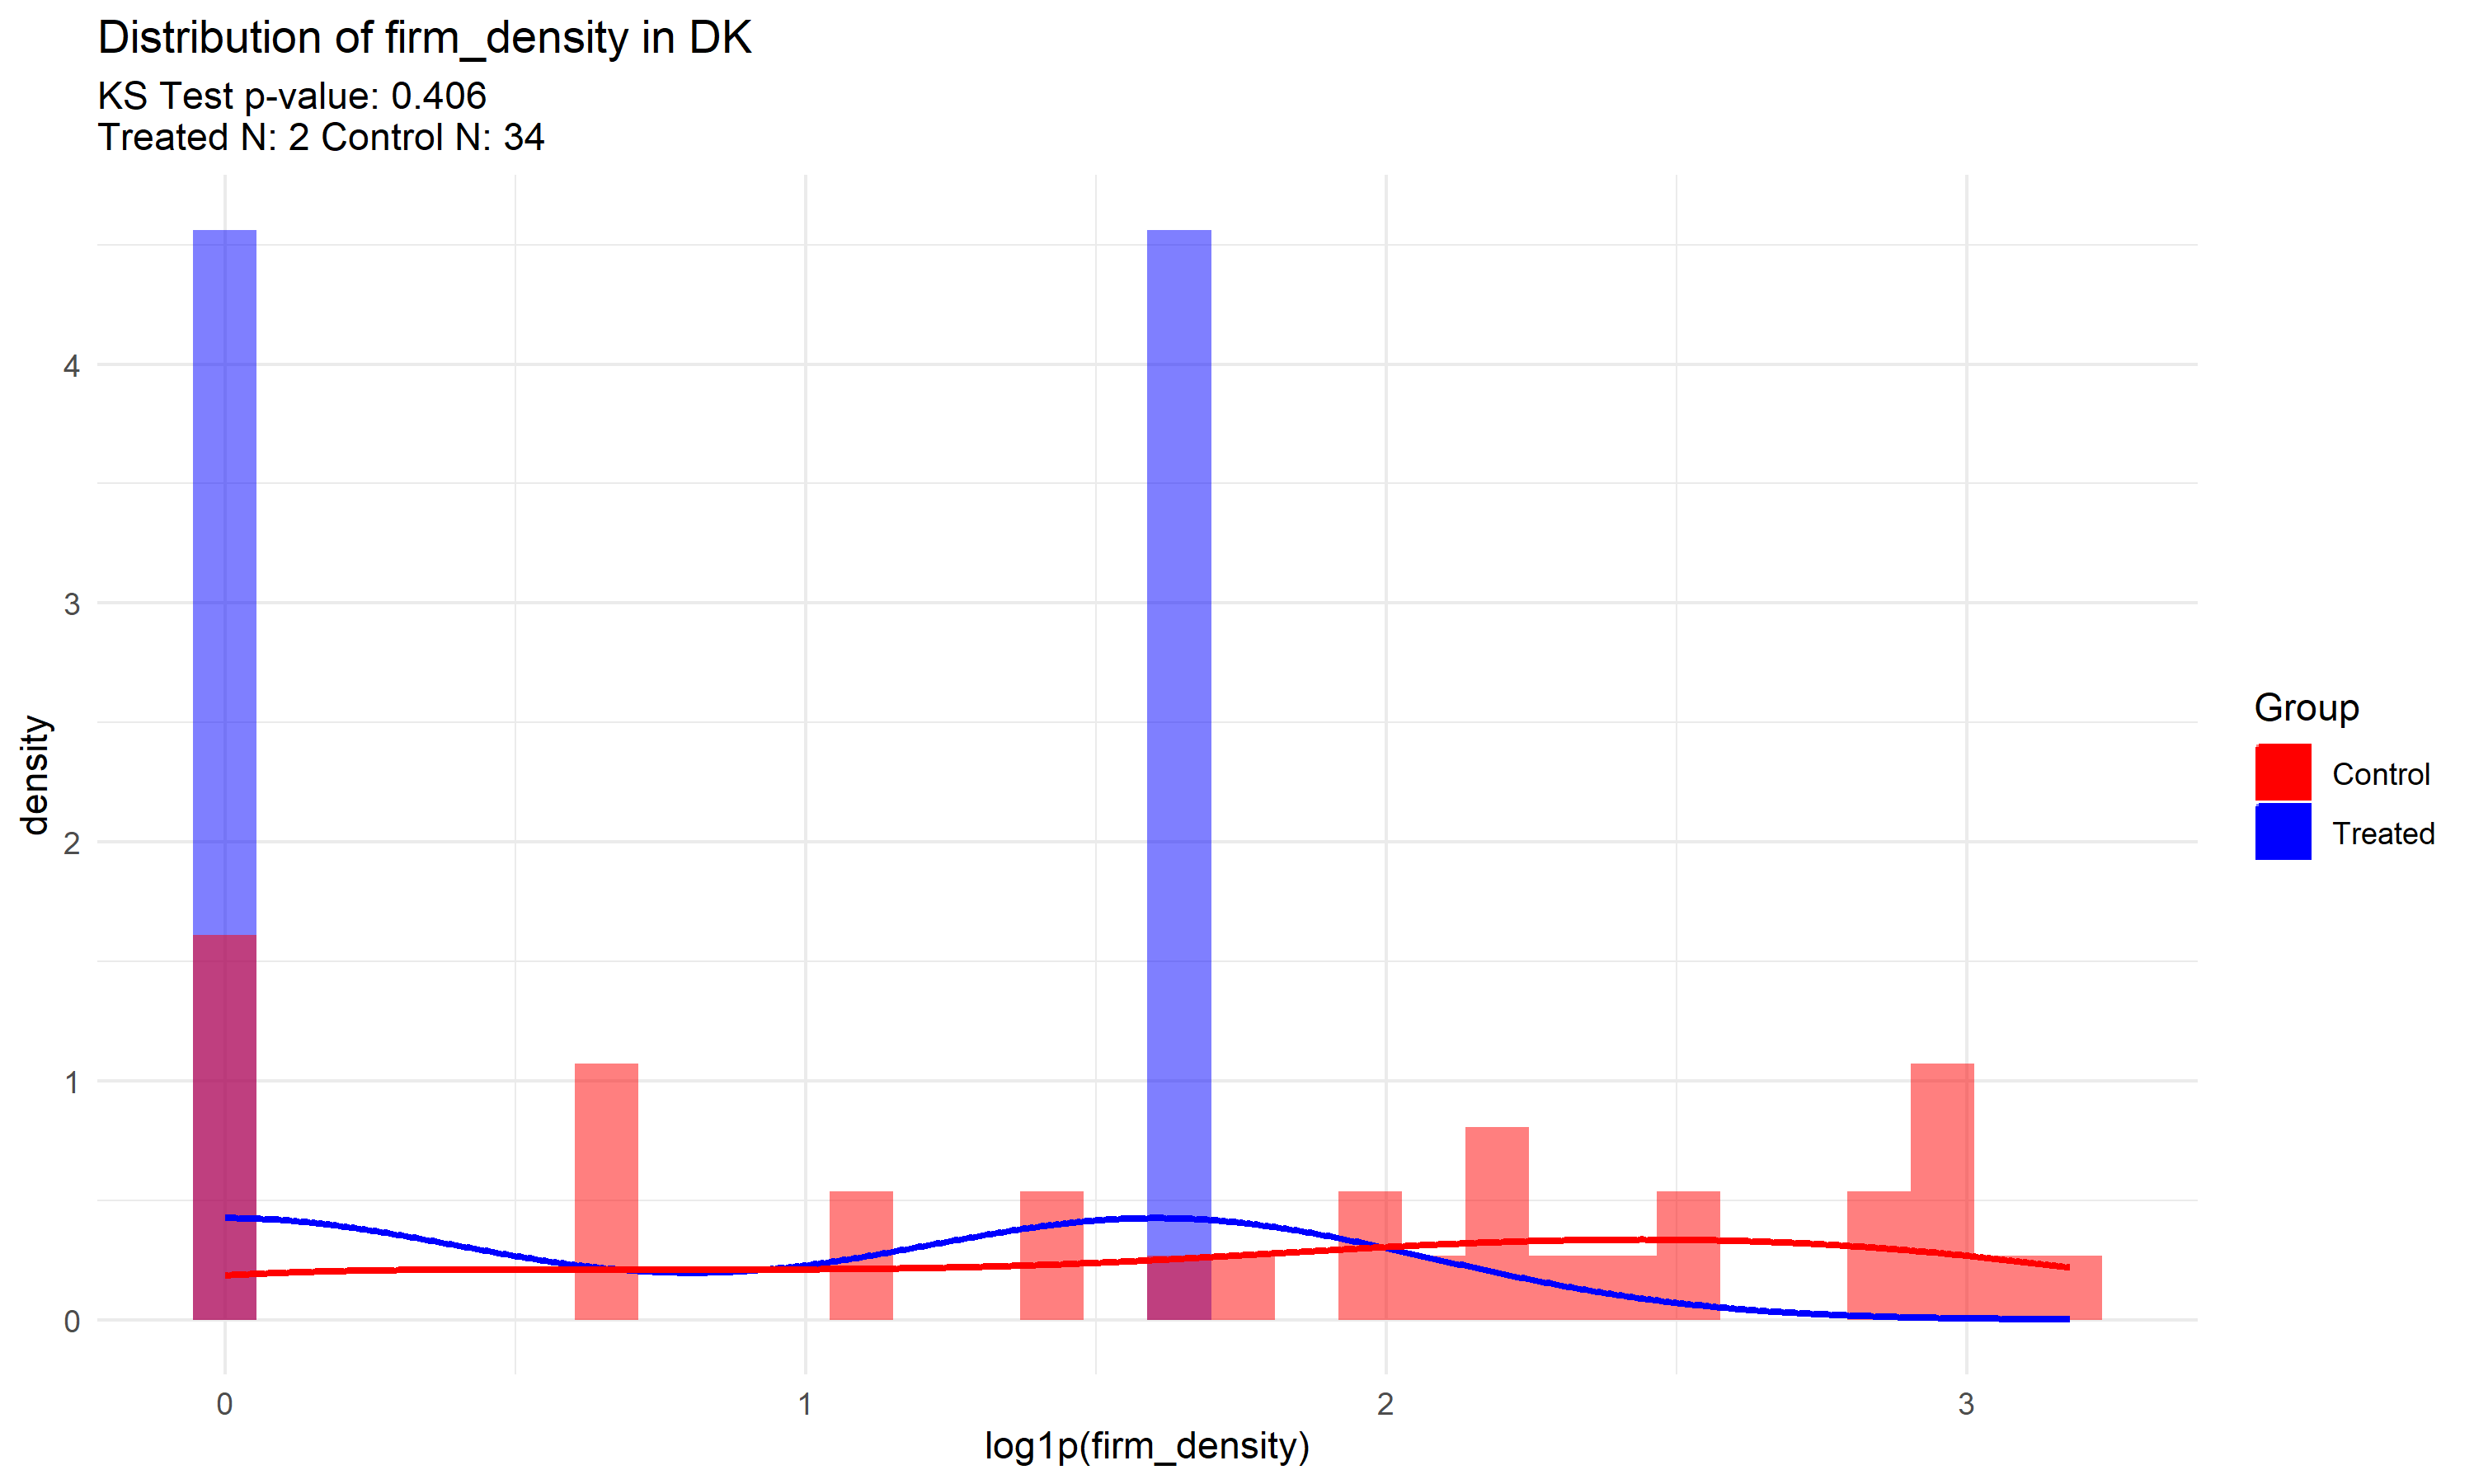 Distribution of firm_density in DK
KS Test p-value: 0.406
Treated N: 2 Control N: 34
density
4
3
2
1
0
0
1
2
3
log1p(firm_density)
Group
Control
Treated